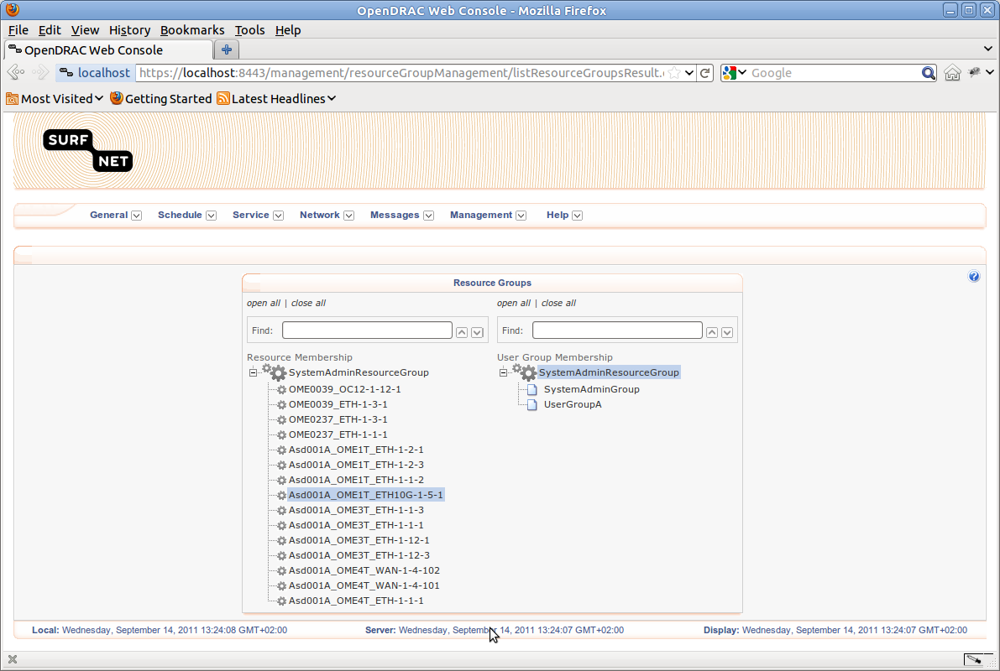 OpenDRAC Web Console - Mozilla Firefox
File Edit View History Bookmarks Tools Help
OpenDRAC Web Console
localhost https://localhost:8443/management/resourceGroupManagement/listResourceGroupsResult. Google
Most Visited Getting Started Latest Headlines
SURF
NET
General Schedule Service Network Messages Management Help
Resource Groups
open all | close all open all | close all
Find: Find:
Resource Membership User Group Membership
SystemAdminResourceGroup SystemAdminResourceGroup
OME0039_OC12-1-12-1 SystemAdminGroup
OME0039_ETH-1-3-1 UserGroupA
OME0237_ETH-1-3-1
OME0237_ETH-1-1-1
Asd001A_OME1T_ETH-1-2-1
Asd001A_OME1T_ETH-1-2-3
Asd001A_OME1T_ETH-1-1-2
Asd001A_OME1T_ETH10G-1-5-1
Asd001A_OME3T_ETH-1-1-3
Asd001A_OME3T_ETH-1-1-1
Asd001A_OME3T_ETH-1-12-1
Asd001A_OME3T_ETH-1-12-3
Asd001A_OME4T_WAN-1-4-102
Asd001A_OME4T_WAN-1-4-101
Asd001A_OME4T_ETH-1-1-1
Local: Wednesday, September 14, 2011 13:24:08 GMT+02:00 Server: Wednesday, September 14, 2011 13:24:07 GMT+02:00 Display: Wednesday, September 14, 2011 13:24:07 GMT+02:00